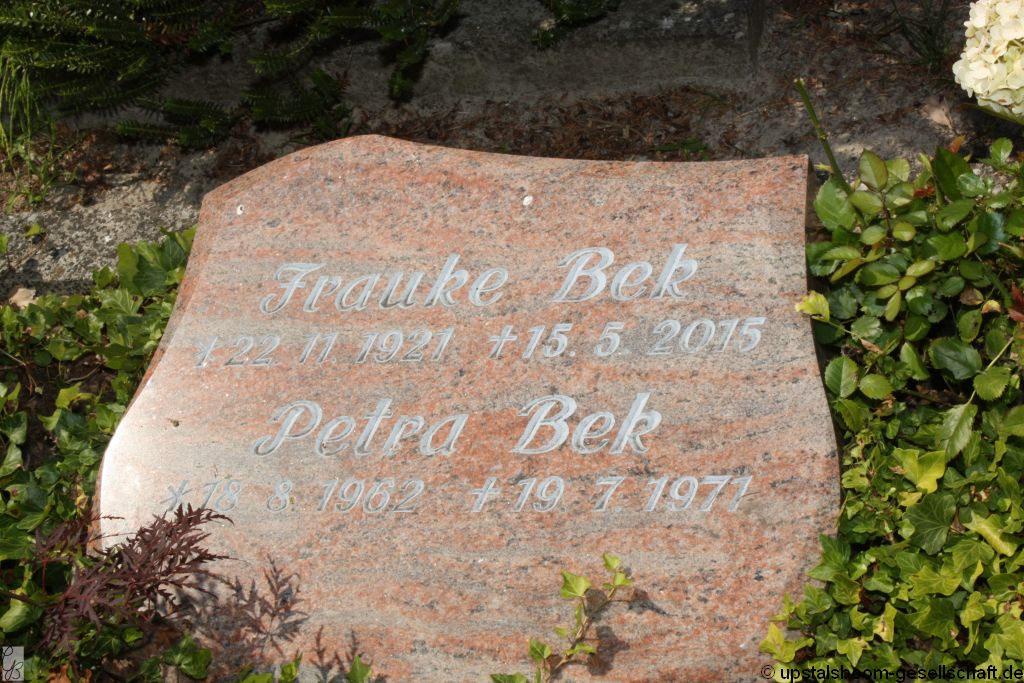 Frauke Bek
* 22. 11. 1921 † 15. 5. 2015
Petra Bek
* 18. 8. 1962 † 19. 7. 1971
© upstalsboom-gesellschaft.de